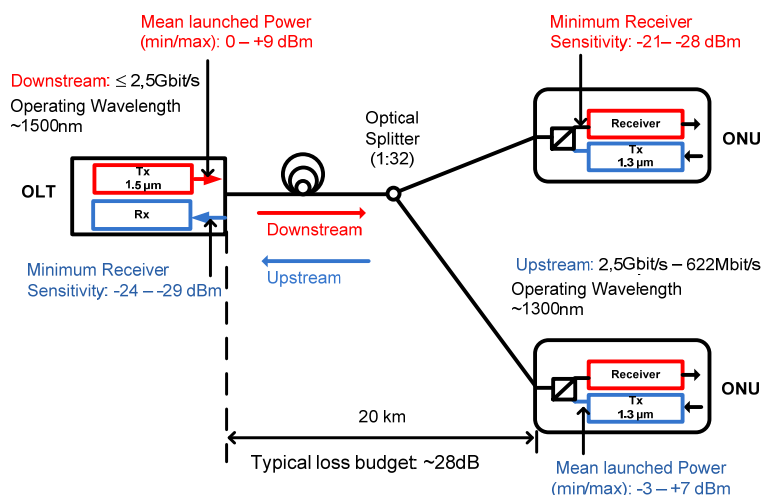 Mean launched Power
(min/max): 0 – +9 dBm
Minimum Receiver
Sensitivity: -21– -28 dBm
Downstream: ≤ 2,5Gbit/s
Operating Wavelength
~1500nm
Optical
Splitter
(1:32)
Receiver
Tx
1.3 µm
ONU
OLT
Tx
1.5 µm
Rx
Downstream
Upstream
Minimum Receiver
Sensitivity: -24 – -29 dBm
Upstream: 2,5Gbit/s – 622Mbit/s
Operating Wavelength
~1300nm
Receiver
Tx
1.3 µm
ONU
20 km
Typical loss budget: ~28dB
Mean launched Power
(min/max): -3 – +7 dBm